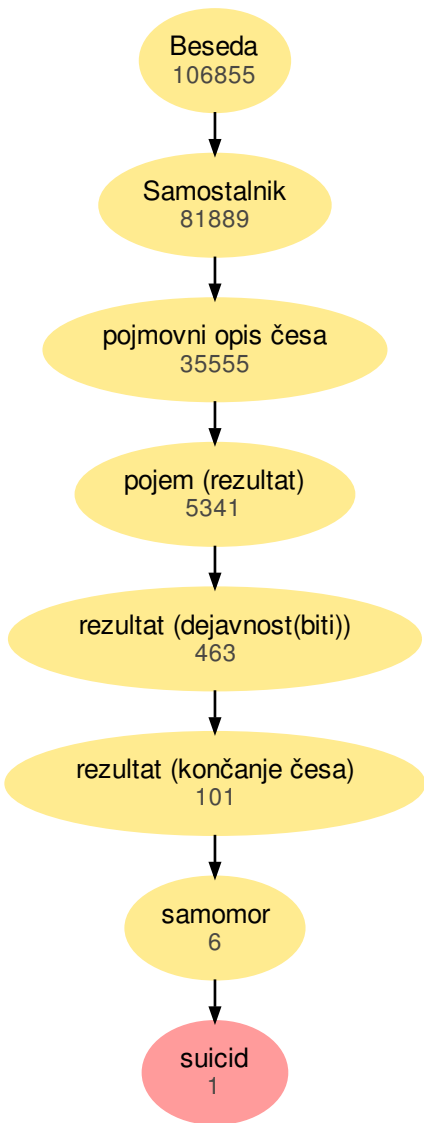 Beseda
106855
Samostalnik
81889
pojmovni opis česa
35555
pojem (rezultat)
5341
rezultat (dejavnost(biti))
463
rezultat (končanje česa)
101
samomor
6
suicid
1